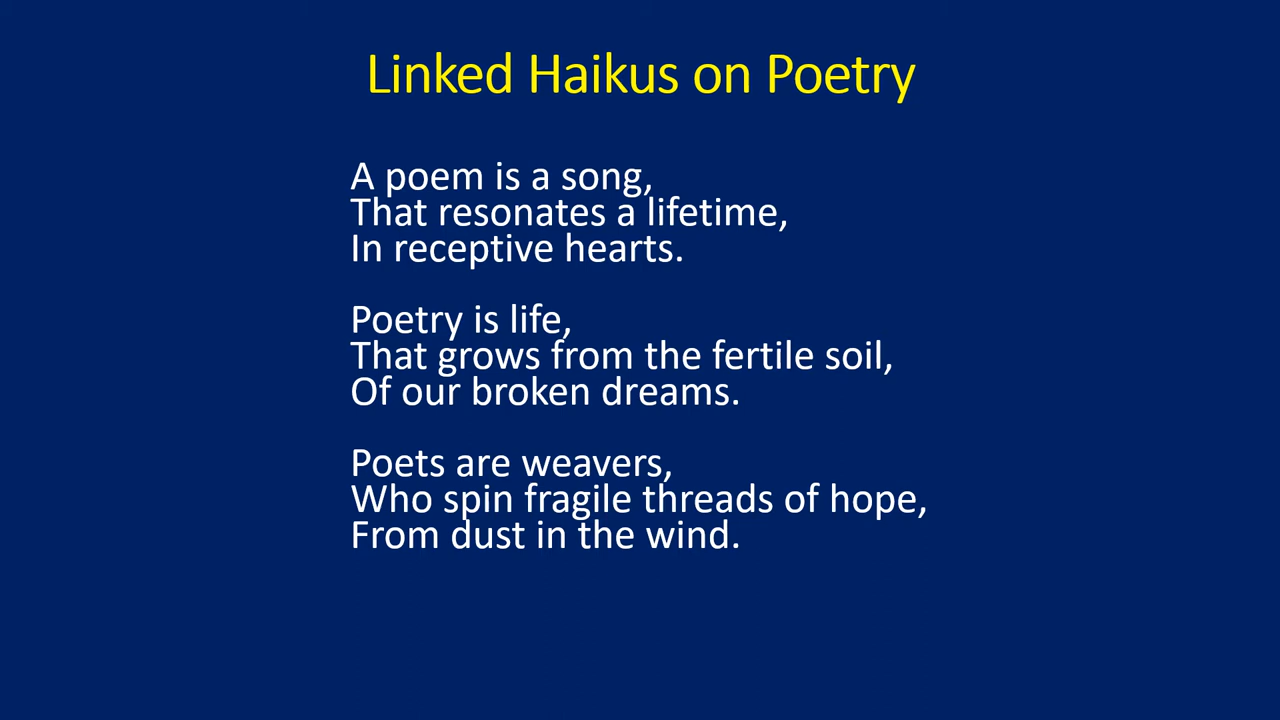 Linked Haikus on Poetry
A poem is a song,
That resonates a lifetime,
In receptive hearts.
Poetry is life,
That grows from the fertile soil,
Of our broken dreams.
Poets are weavers,
Who spin fragile threads of hope,
From dust in the wind.